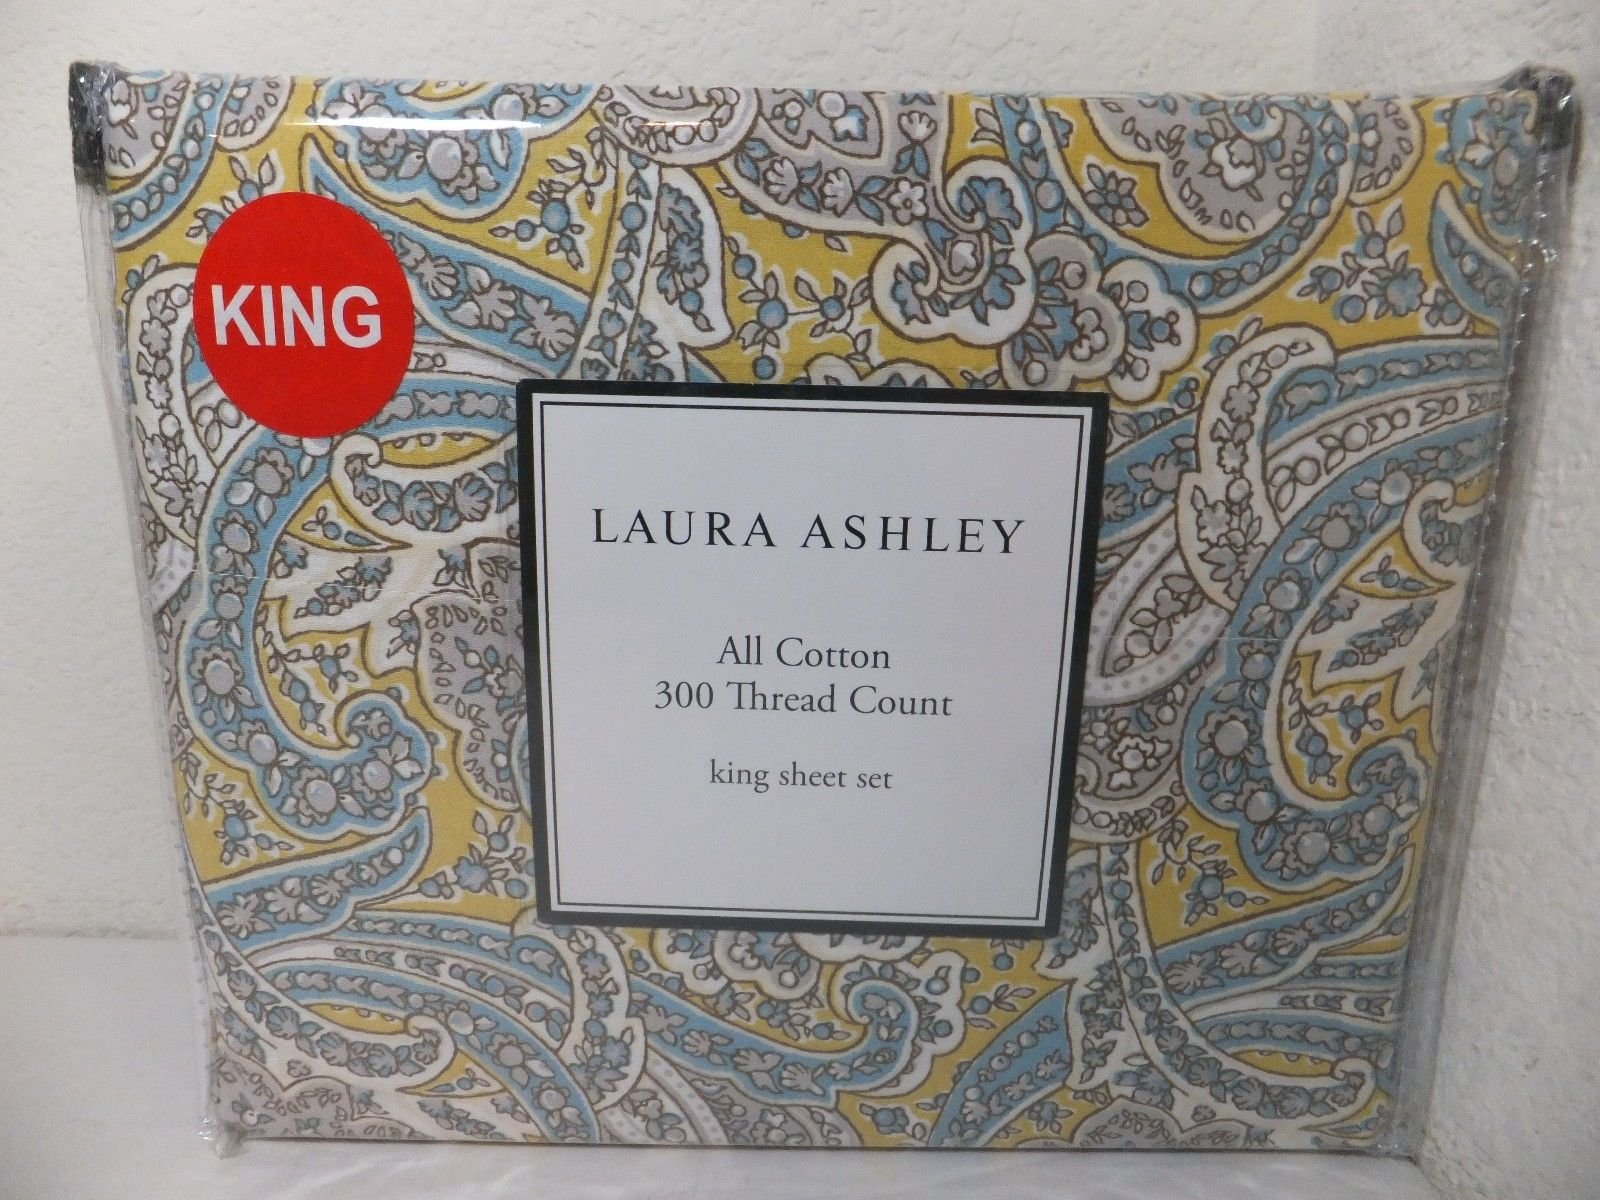 KING
LAURA ASHLEY
All Cotton
300 Thread Count
king sheet set